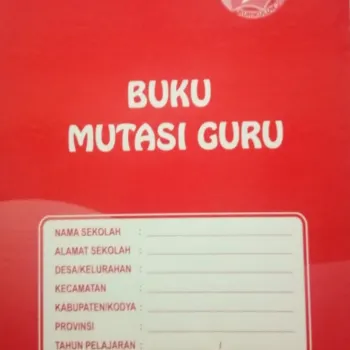 BUKU
MUTASI GURU
NAMA SEKOLAH :
ALAMAT SEKOLAH :
DESA/KELURAHAN :
KECAMATAN :
KABUPATEN/KODYA :
PROVINSI :
TAHUN PELAJARAN : /